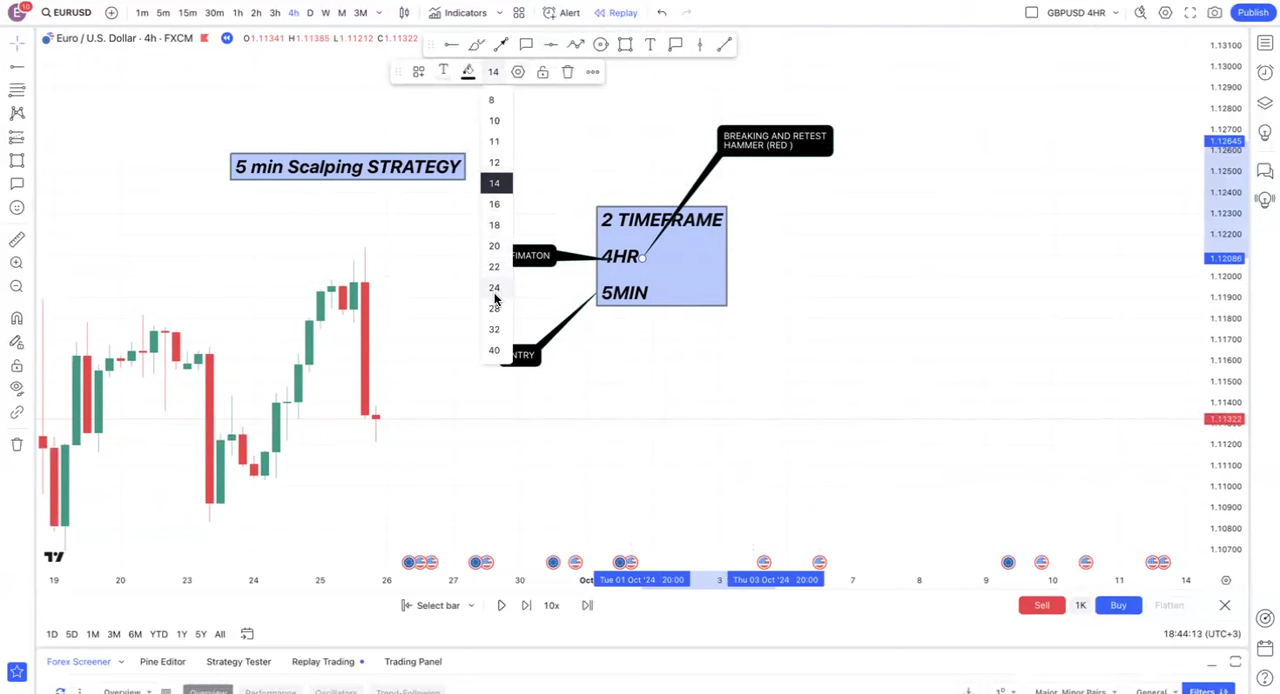 E 10 EURUSD 1m 5m 15m 30m 1h 2h 3h 4h D W M 3M Indicators Alert Replay GBPUSD 4HR Publish
Euro / U.S. Dollar · 4h · FXCM O1.11341 H1.11385 L1.11212 C1.11322
14
8
10
11
12
14
16
18
20
22
24
28
32
40
5 min Scalping STRATEGY
BREAKING AND RETEST
HAMMER (RED )
2 TIMEFRAME
4HR
5MIN
FIMATON
NTRY
1.13100
1.13000
1.12900
1.12800
1.12700
1.12645
1.12600
1.12500
1.12400
1.12300
1.12200
1.12086
1.12000
1.11900
1.11800
1.11700
1.11600
1.11500
1.11400
1.11322
1.11200
1.11100
1.11000
1.10900
1.10800
1.10700
19 20 23 24 25 26 27 30 Oct Tue 01 Oct '24 20:00 3 Thu 03 Oct '24 20:00 7 8 9 10 11 14
Select bar 10x Sell 1K Buy Flatten
1D 5D 1M 3M 6M YTD 1Y 5Y All 18:44:13 (UTC+3)
Forex Screener Pine Editor Strategy Tester Replay Trading Trading Panel
Overview Overview Performance Oscillators Trend-Following Major, Minor Pairs General Filters